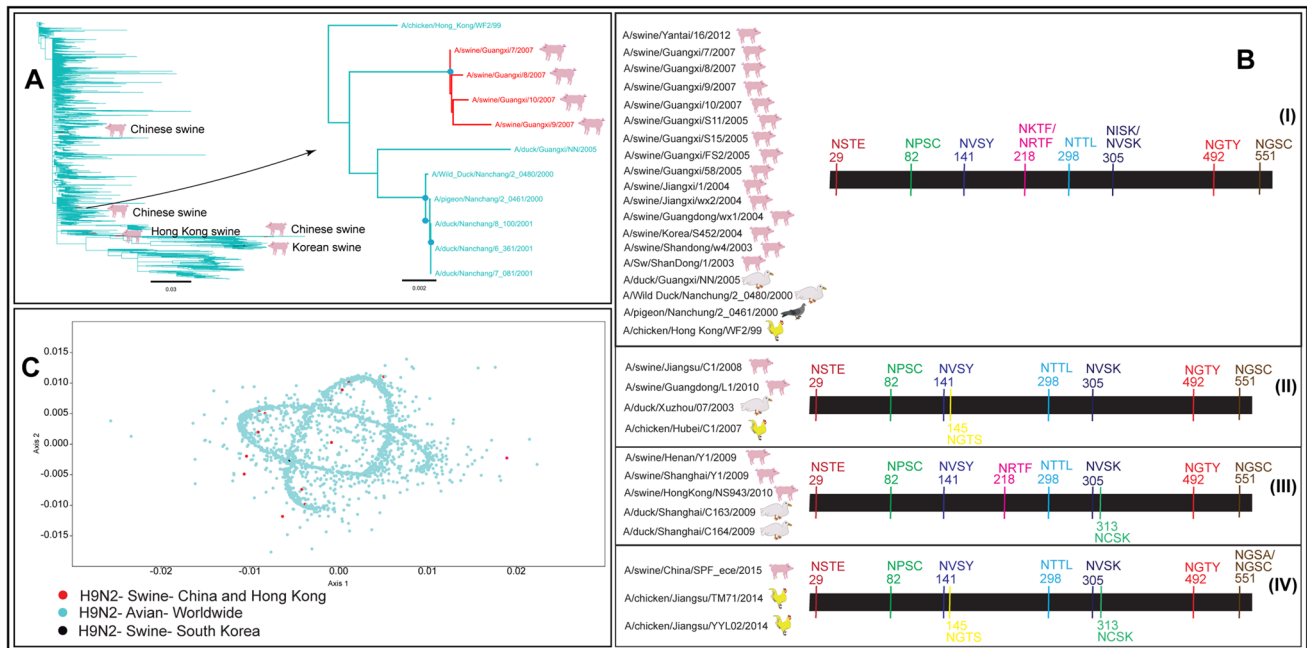 A
A/chicken/Hong_Kong/WF2/99
A/swine/Guangxi/7/2007
A/swine/Guangxi/8/2007
A/swine/Guangxi/10/2007
A/swine/Guangxi/9/2007
A/duck/Guangxi/NN/2005
A/Wild_Duck/Nanchang/2_0480/2000
A/pigeon/Nanchang/2_0461/2000
A/duck/Nanchang/8_100/2001
A/duck/Nanchang/6_361/2001
A/duck/Nanchang/7_081/2001
0.002
Chinese swine
Chinese swine
Hong Kong swine
Chinese swine
Korean swine
0.03
B
A/swine/Yantai/16/2012
A/swine/Guangxi/7/2007
A/swine/Guangxi/8/2007
A/swine/Guangxi/9/2007
A/swine/Guangxi/10/2007
A/swine/Guangxi/S11/2005
A/swine/Guangxi/S15/2005
A/swine/Guangxi/FS2/2005
A/swine/Guangxi/58/2005
A/swine/Jiangxi/1/2004
A/swine/Jiangxi/wx2/2004
A/swine/Guangdong/wx1/2004
A/swine/Korea/S452/2004
A/swine/Shandong/w4/2003
A/Sw/ShanDong/1/2003
A/duck/Guangxi/NN/2005
A/Wild Duck/Nanchung/2_0480/2000
A/pigeon/Nanchung/2_0461/2000
A/chicken/Hong Kong/WF2/99
(I)
NKTF/ NISK/
NSTE NPSC NVSY NRTF NTTL NVSK NGTY NGSC
29 82 141 218 298 305 492 551
A/swine/Jiangsu/C1/2008
A/swine/Guangdong/L1/2010
A/duck/Xuzhou/07/2003
A/chicken/Hubei/C1/2007
NSTE NPSC NVSY NTTL NVSK NGTY NGSC
29 82 141 298 305 492 551
145
NGTS
(II)
A/swine/Henan/Y1/2009
A/swine/Shanghai/Y1/2009
A/swine/HongKong/NS943/2010
A/duck/Shanghai/C163/2009
A/duck/Shanghai/C164/2009
NSTE NPSC NVSY NRTF NTTL NVSK NGTY NGSC
29 82 141 218 298 305 492 551
313
NCSK
(III)
A/swine/China/SPF_ece/2015
A/chicken/Jiangsu/TM71/2014
A/chicken/Jiangsu/YYL02/2014
NGSA/
NSTE NPSC NVSY NTTL NVSK NGTY NGSC
29 82 141 298 305 492 551
145 313
NGTS NCSK
(IV)
C
0.015
0.010
0.005
0.000
-0.005
-0.010
-0.015
Axis 2
-0.02 -0.01 0.00 0.01 0.02
Axis 1
H9N2- Swine- China and Hong Kong
H9N2- Avian- Worldwide
H9N2- Swine- South Korea